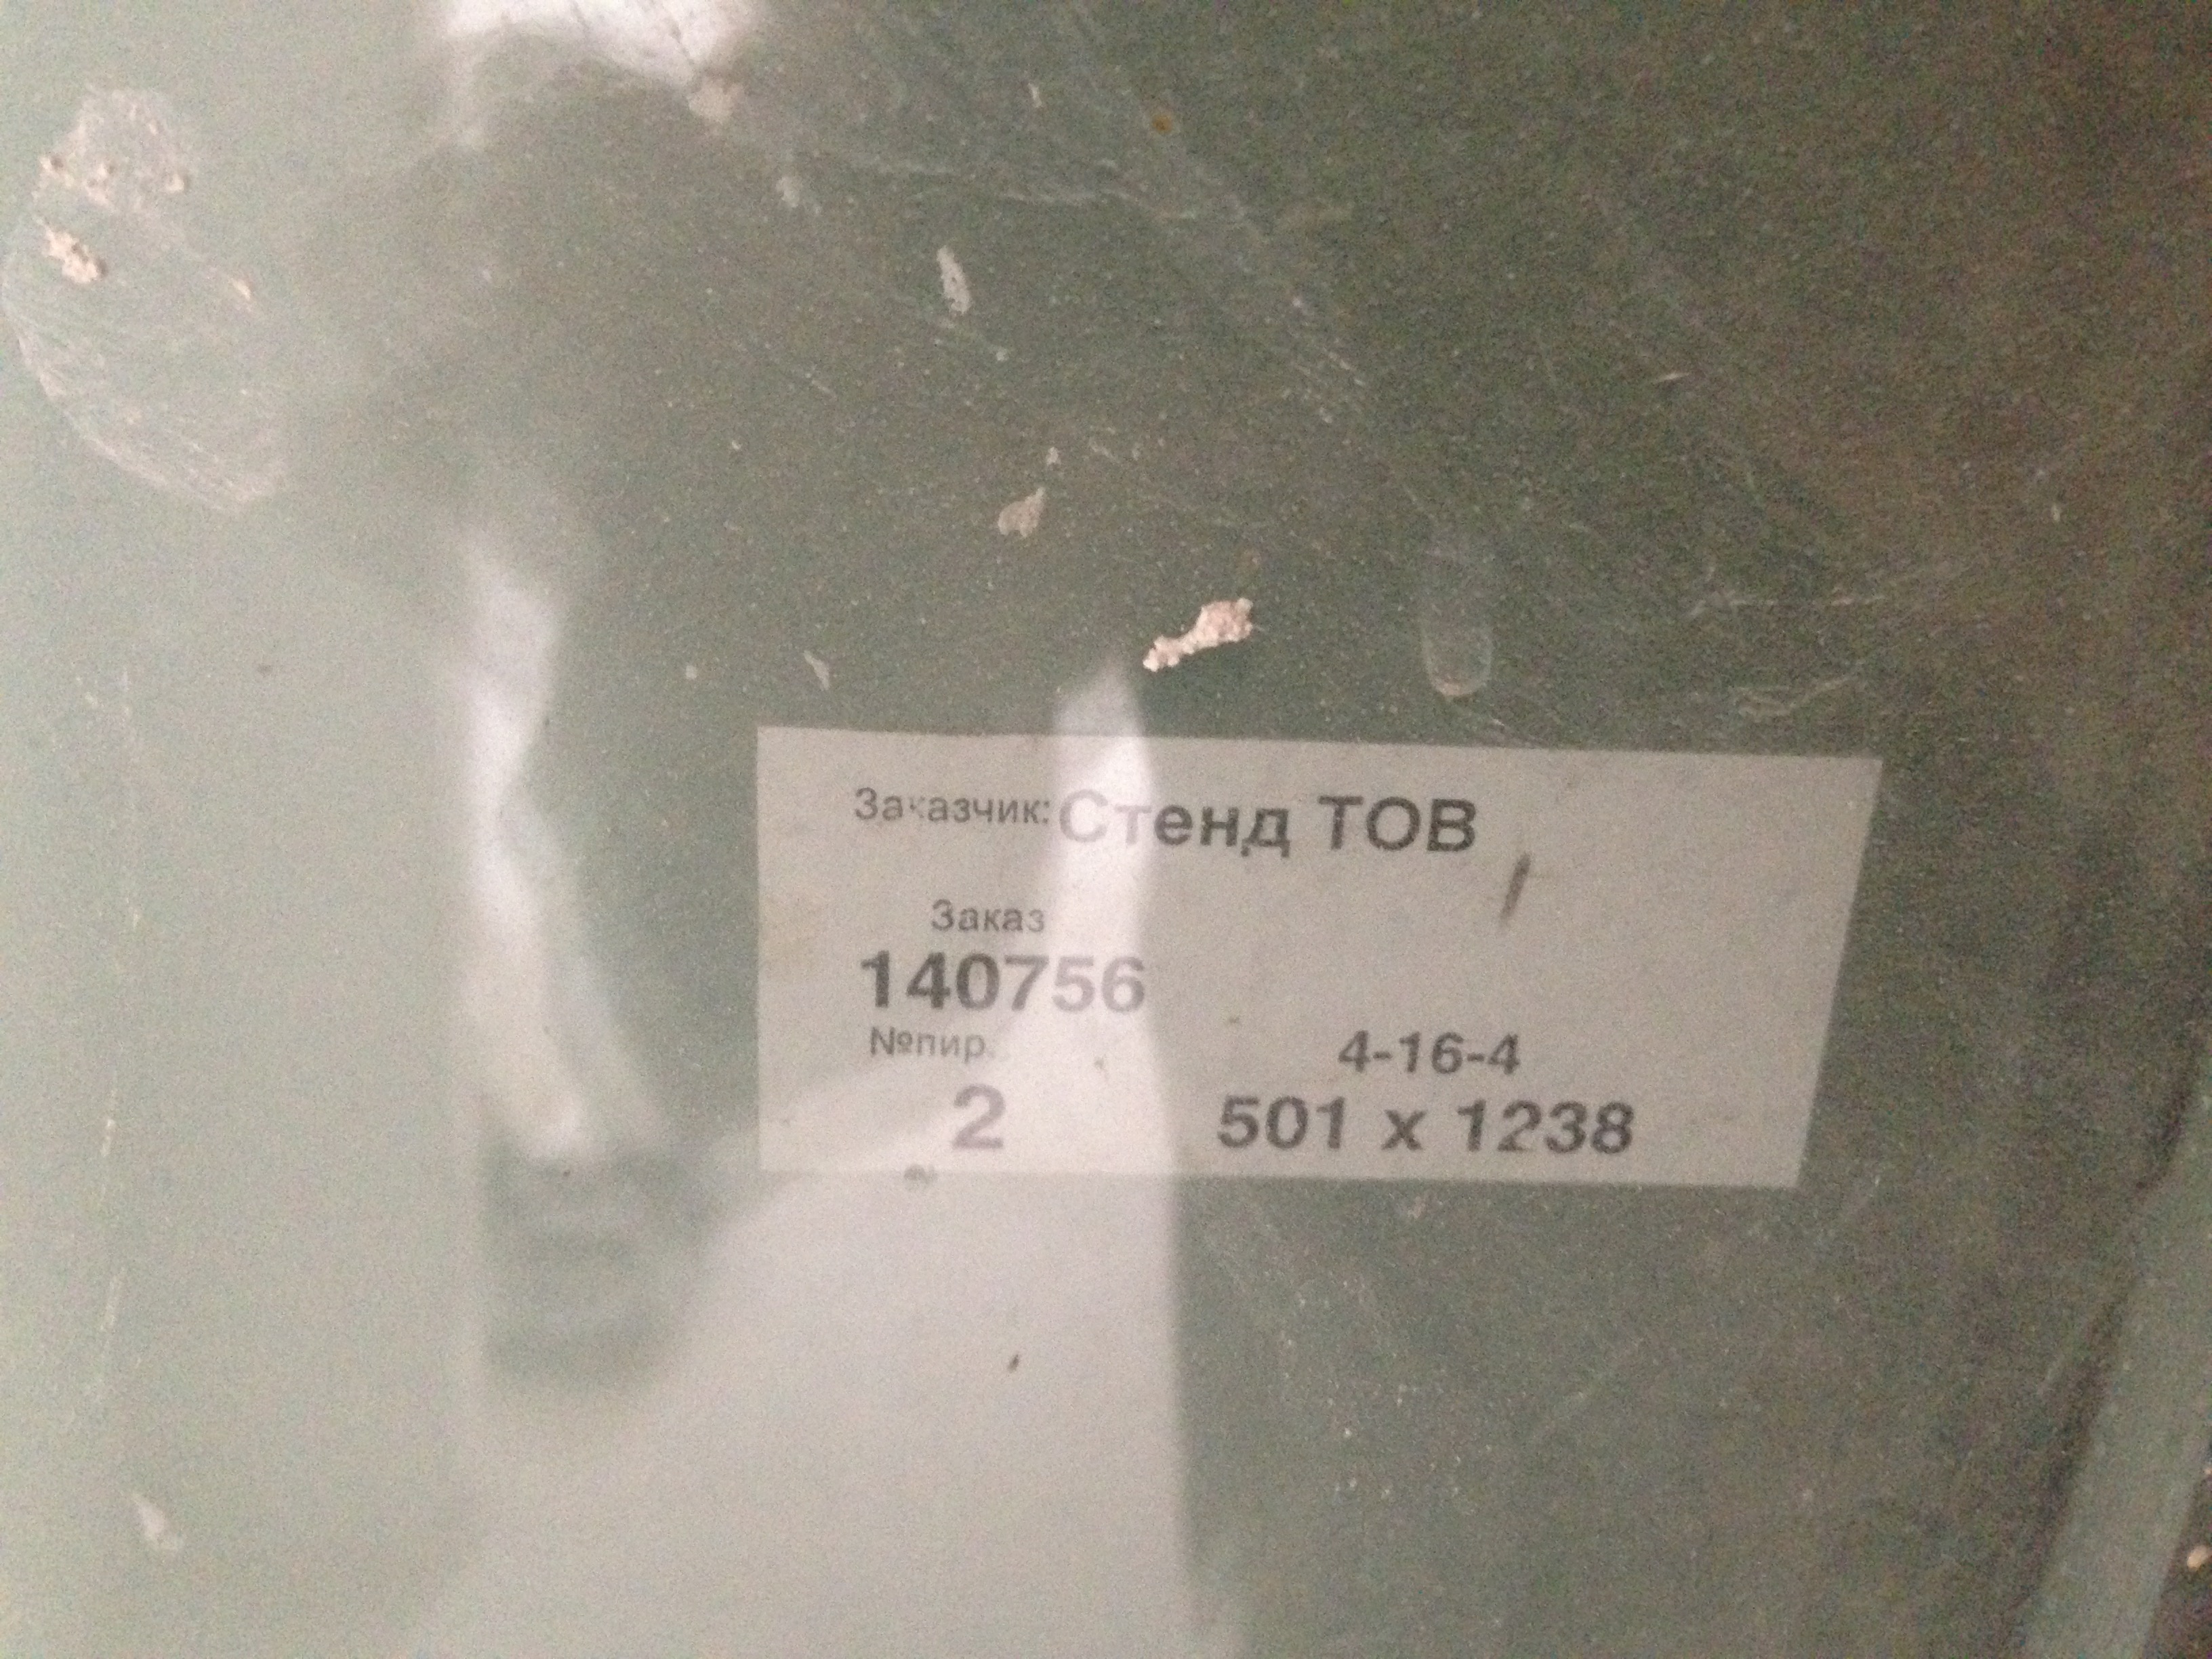 Заказчик: Стенд ТОВ
Заказ
140756
№пир.
2
4-16-4
501 x 1238